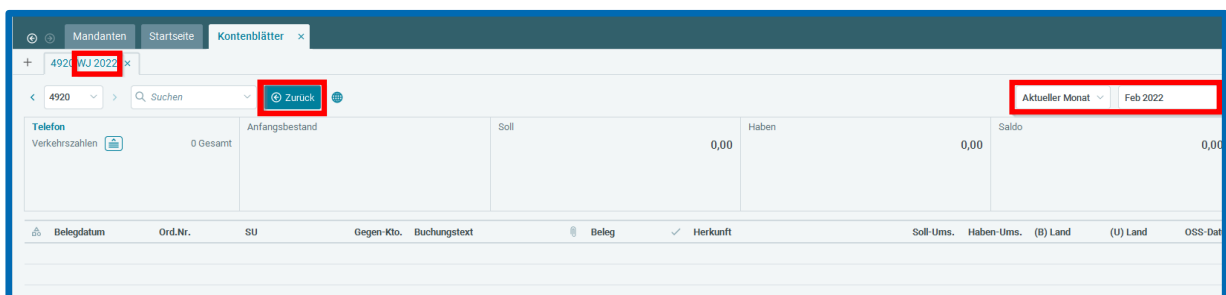 Mandanten Startseite Kontenblätter ×
+ 4920 WJ 2022 ×
< 4920 > Suchen Zurück Aktueller Monat Feb 2022
Telefon Anfangsbestand Soll Haben Saldo
Verkehrszahlen 0 Gesamt 0,00 0,00 0,00
Belegdatum Ord.Nr. SU Gegen-Kto. Buchungstext Beleg Herkunft Soll-Ums. Haben-Ums. (B) Land (U) Land OSS-Dat